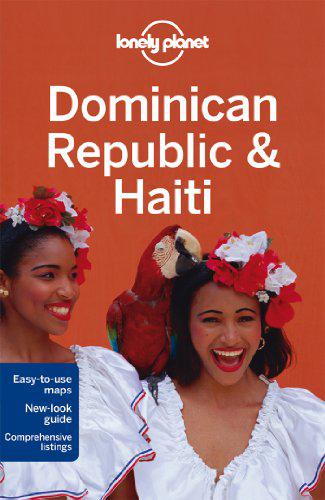 lonely planet
Dominican
Republic &
Haiti
Easy-to-use
maps
New-look
guide
Comprehensive
listings